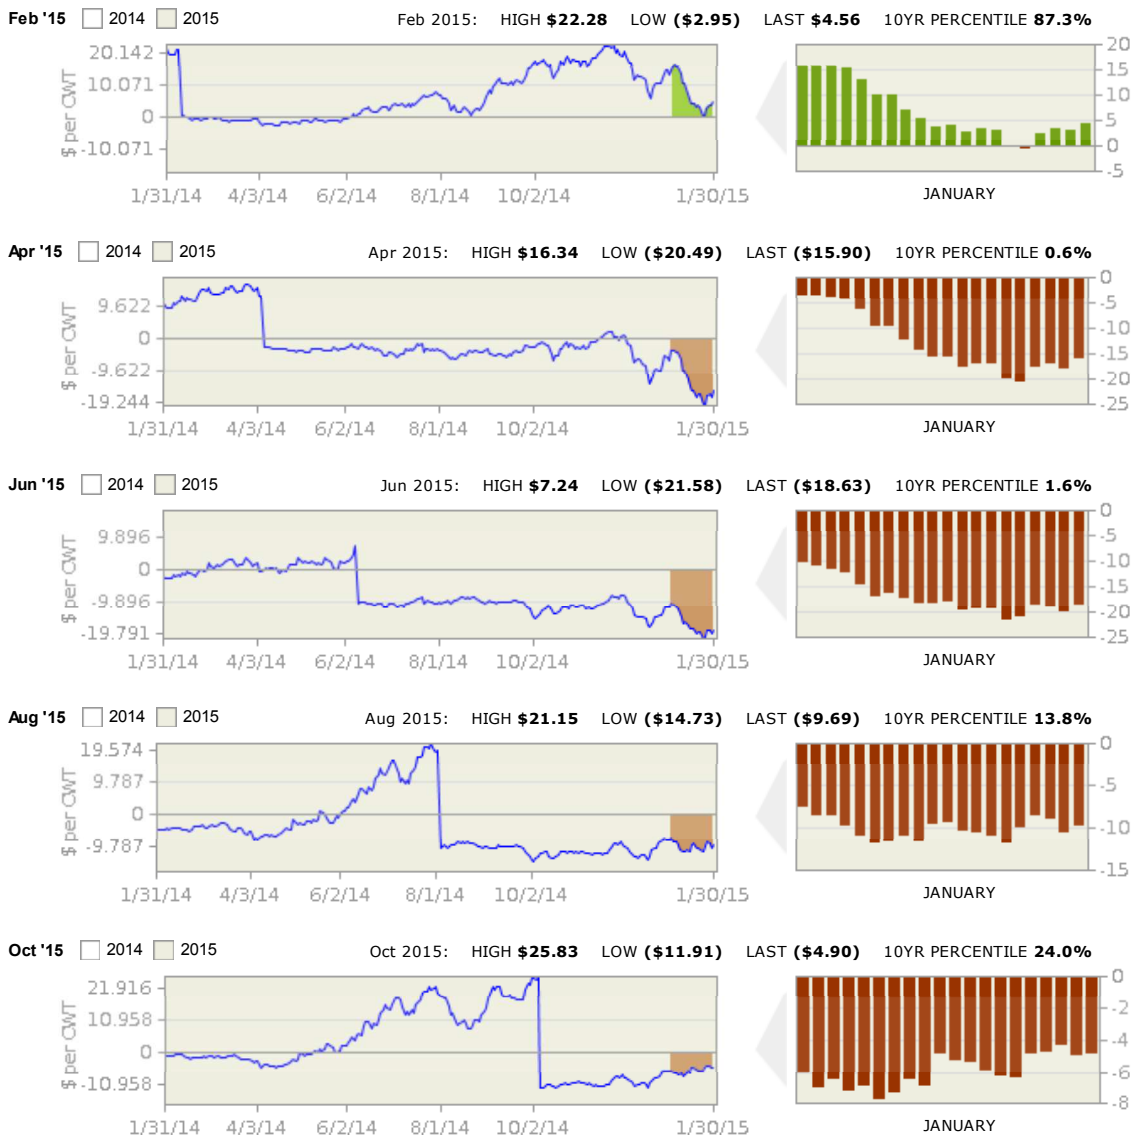 Feb '15 2014 2015 Feb 2015: HIGH $22.28 LOW ($2.95) LAST $4.56 10YR PERCENTILE 87.3%
$ per CWT
20.142
10.071
0
-10.071
1/31/14 4/3/14 6/2/14 8/1/14 10/2/14 1/30/15
20
15
10
5
0
-5
JANUARY
Apr '15 2014 2015 Apr 2015: HIGH $16.34 LOW ($20.49) LAST ($15.90) 10YR PERCENTILE 0.6%
$ per CWT
9.622
0
-9.622
-19.244
1/31/14 4/3/14 6/2/14 8/1/14 10/2/14 1/30/15
0
-5
-10
-15
-20
-25
JANUARY
Jun '15 2014 2015 Jun 2015: HIGH $7.24 LOW ($21.58) LAST ($18.63) 10YR PERCENTILE 1.6%
$ per CWT
9.896
0
-9.896
-19.791
1/31/14 4/3/14 6/2/14 8/1/14 10/2/14 1/30/15
0
-5
-10
-15
-20
-25
JANUARY
Aug '15 2014 2015 Aug 2015: HIGH $21.15 LOW ($14.73) LAST ($9.69) 10YR PERCENTILE 13.8%
$ per CWT
19.574
9.787
0
-9.787
1/31/14 4/3/14 6/2/14 8/1/14 10/2/14 1/30/15
0
-5
-10
-15
JANUARY
Oct '15 2014 2015 Oct 2015: HIGH $25.83 LOW ($11.91) LAST ($4.90) 10YR PERCENTILE 24.0%
$ per CWT
21.916
10.958
0
-10.958
1/31/14 4/3/14 6/2/14 8/1/14 10/2/14 1/30/15
0
-2
-4
-6
-8
JANUARY